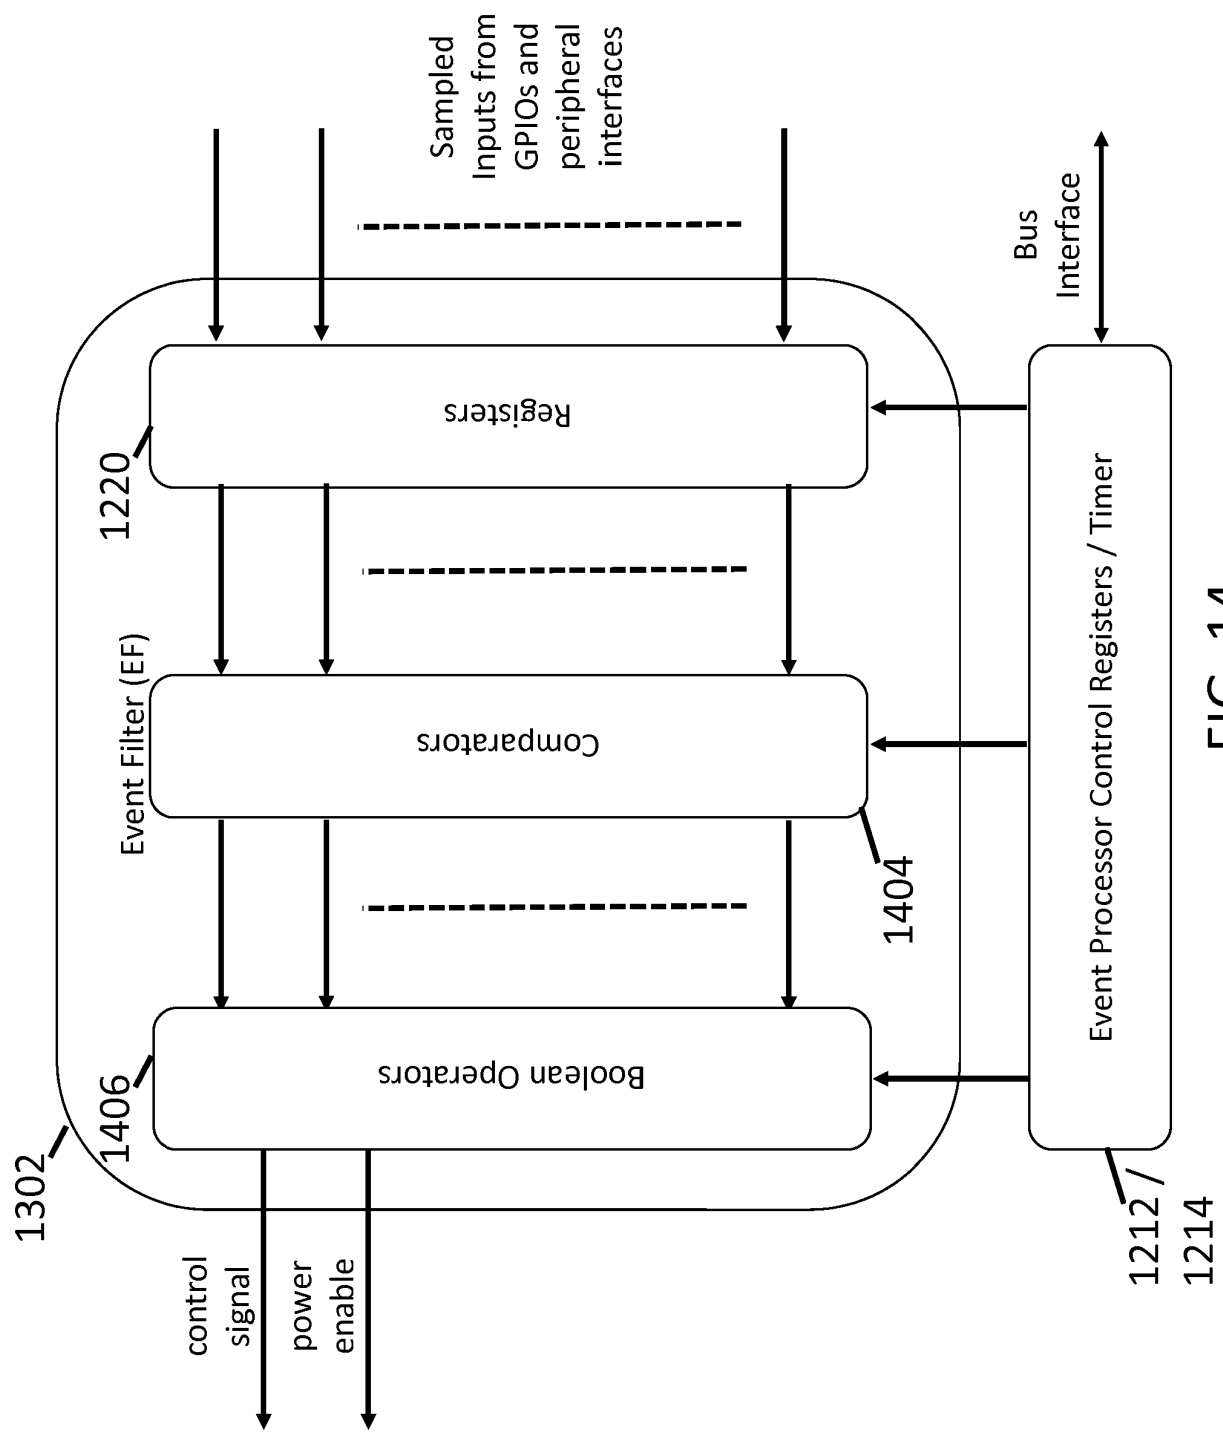 1302
1406
Event Filter (EF)
1220
control
signal
power
enable
Boolean Operators
Comparators
Registers
Sampled
Inputs from
GPIOs and
peripheral
interfaces
1404
Bus
Interface
Event Processor Control Registers / Timer
1212 /
1214
FIG. 14